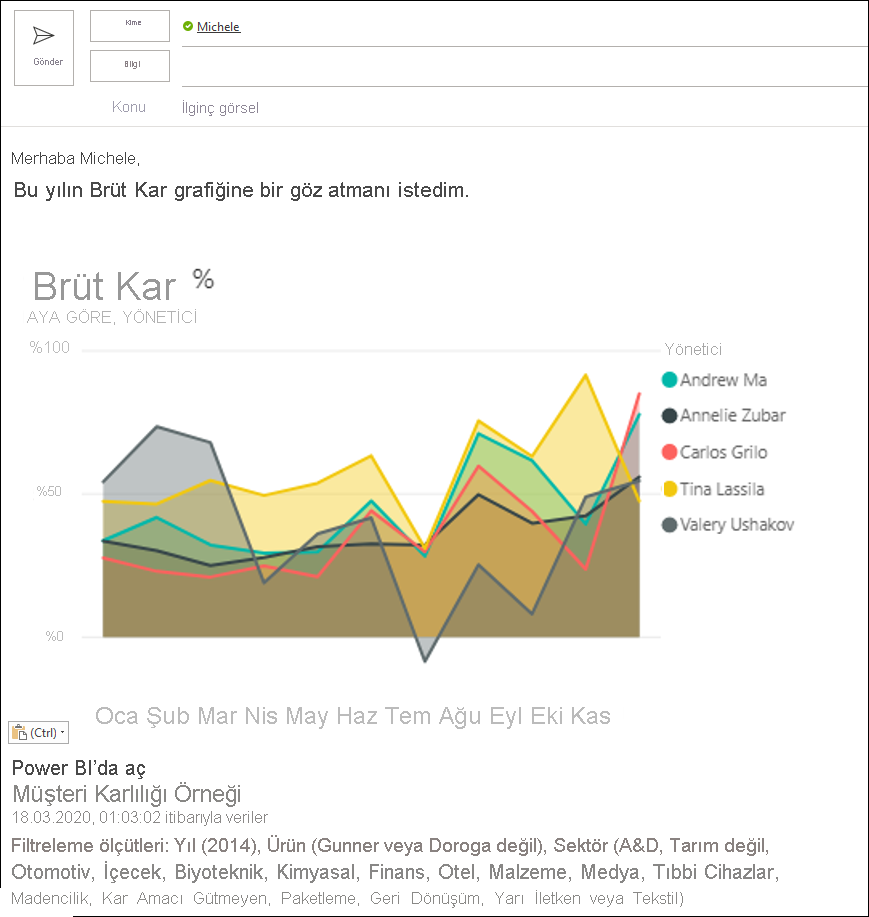 Gönder
Kime
Michele
Bilgi
Konu
İlginç görsel
Merhaba Michele,
Bu yılın Brüt Kar grafiğine bir göz atmanı istedim.
Brüt Kar %
AYA GÖRE, YÖNETİCİ
%100
%50
%0
Yönetici
Andrew Ma
Annelie Zubar
Carlos Grilo
Tina Lassila
Valery Ushakov
Oca Şub Mar Nis May Haz Tem Ağu Eyl Eki Kas
(Ctrl)
Power BI’da aç
Müşteri Karlılığı Örneği
18.03.2020, 01:03:02 itibarıyla veriler
Filtreleme ölçütleri: Yıl (2014), Ürün (Gunner veya Doroga değil), Sektör (A&D, Tarım değil,
Otomotiv, İçecek, Biyoteknik, Kimyasal, Finans, Otel, Malzeme, Medya, Tıbbi Cihazlar,
Madencilik, Kar Amacı Gütmeyen, Paketleme, Geri Dönüşüm, Yarı İletken veya Tekstil)